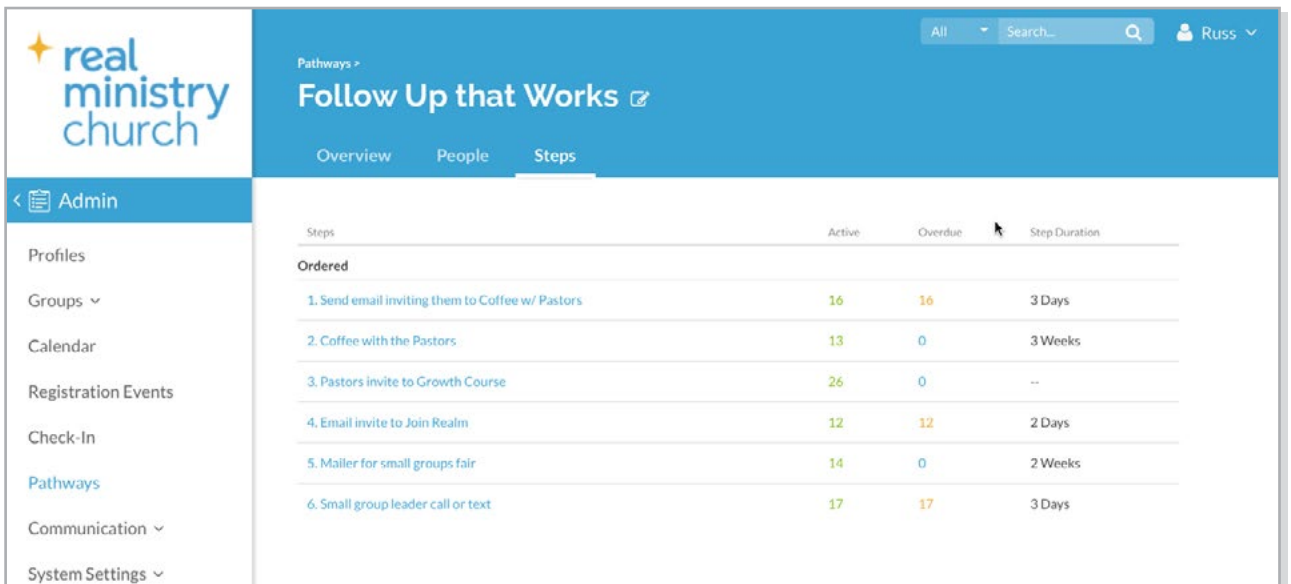 real
ministry
church
All Search... Russ
Pathways >
Follow Up that Works
Overview People Steps
Admin
Profiles
Groups
Calendar
Registration Events
Check-In
Pathways
Communication
System Settings
Steps Active Overdue Step Duration
Ordered
1. Send email inviting them to Coffee w/ Pastors 16 16 3 Days
2. Coffee with the Pastors 13 0 3 Weeks
3. Pastors invite to Growth Course 26 0 --
4. Email invite to Join Realm 12 12 2 Days
5. Mailer for small groups fair 14 0 2 Weeks
6. Small group leader call or text 17 17 3 Days